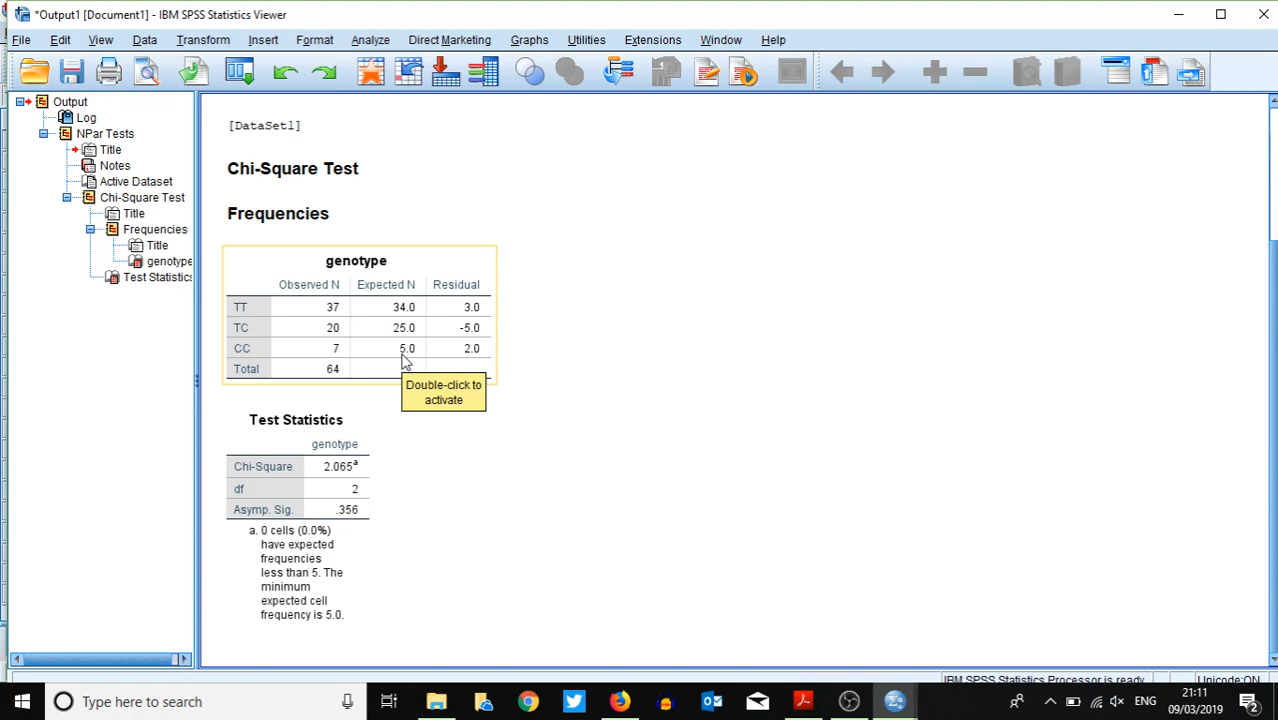 *Output1 [Document1] - IBM SPSS Statistics Viewer
File Edit View Data Transform Insert Format Analyze Direct Marketing Graphs Utilities Extensions Window Help
Output
Log
NPar Tests
Title
Notes
Active Dataset
Chi-Square Test
Title
Frequencies
Title
genotype
Test Statistics
[DataSet1]
Chi-Square Test
Frequencies
genotype
Observed N Expected N Residual
TT 37 34.0 3.0
TC 20 25.0 -5.0
CC 7 5.0 2.0
Total 64
Double-click to
activate
Test Statistics
genotype
Chi-Square 2.065a
df 2
Asymp. Sig. .356
a. 0 cells (0.0%)
have expected
frequencies
less than 5. The
minimum
expected cell
frequency is 5.0.
IBM SPSS Statistics Processor is ready
Unicode:ON
Type here to search
ENG
21:11
09/03/2019
2